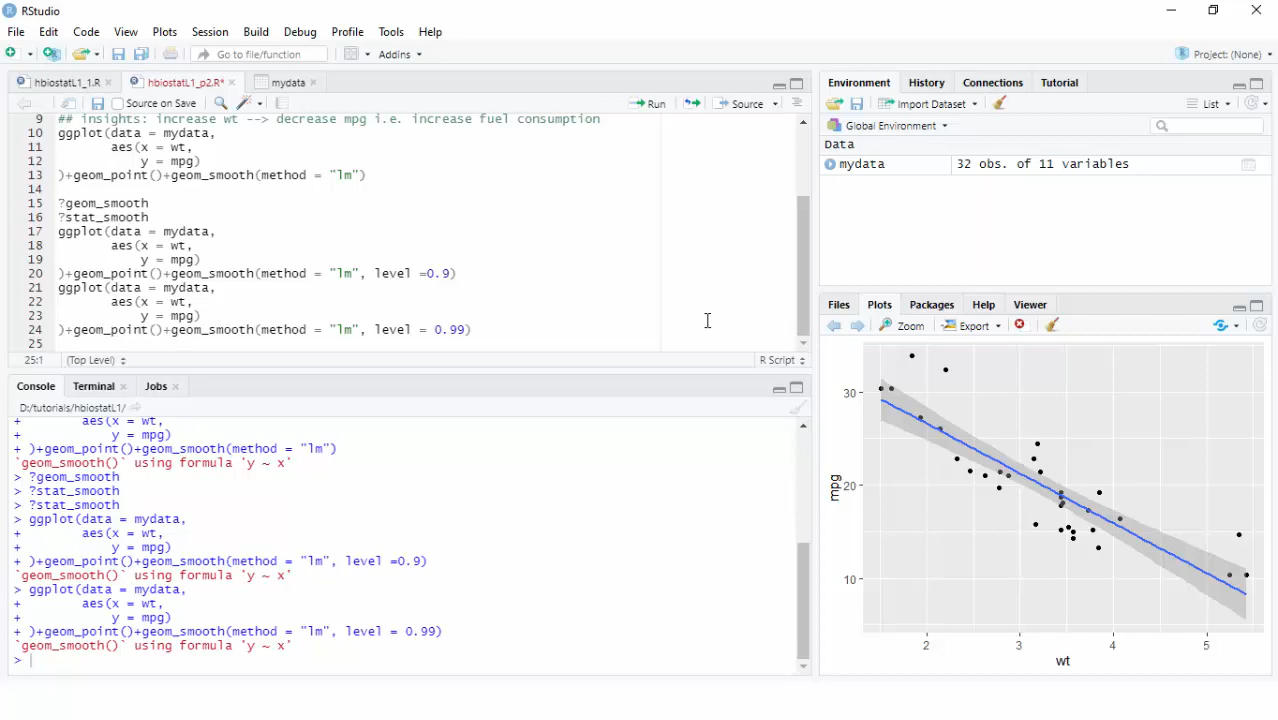 RStudio
File Edit Code View Plots Session Build Debug Profile Tools Help
Go to file/function Addins Project: (None)
hbiostatL1_1.R hbiostatL1_p2.R* mydata
Source on Save Run Source
9 ## insights: increase wt --> decrease mpg i.e. increase fuel consumption
10 ggplot(data = mydata,
11 aes(x = wt,
12 y = mpg)
13 )+geom_point()+geom_smooth(method = "lm")
14
15 ?geom_smooth
16 ?stat_smooth
17 ggplot(data = mydata,
18 aes(x = wt,
19 y = mpg)
20 )+geom_point()+geom_smooth(method = "lm", level =0.9)
21 ggplot(data = mydata,
22 aes(x = wt,
23 y = mpg)
24 )+geom_point()+geom_smooth(method = "lm", level = 0.99)
25
25:1 (Top Level) R Script
Console Terminal Jobs
D:/tutorials/hbiostatL1/
+ aes(x = wt,
+ y = mpg)
+ )+geom_point()+geom_smooth(method = "lm")
`geom_smooth()` using formula 'y ~ x'
> ?geom_smooth
> ?stat_smooth
> ?stat_smooth
> ggplot(data = mydata,
+ aes(x = wt,
+ y = mpg)
+ )+geom_point()+geom_smooth(method = "lm", level =0.9)
`geom_smooth()` using formula 'y ~ x'
> ggplot(data = mydata,
+ aes(x = wt,
+ y = mpg)
+ )+geom_point()+geom_smooth(method = "lm", level = 0.99)
`geom_smooth()` using formula 'y ~ x'
>
Environment History Connections Tutorial
Import Dataset List
Global Environment
Data
mydata 32 obs. of 11 variables
Files Plots Packages Help Viewer
Zoom Export
30
20
10
mpg
2 3 4 5
wt